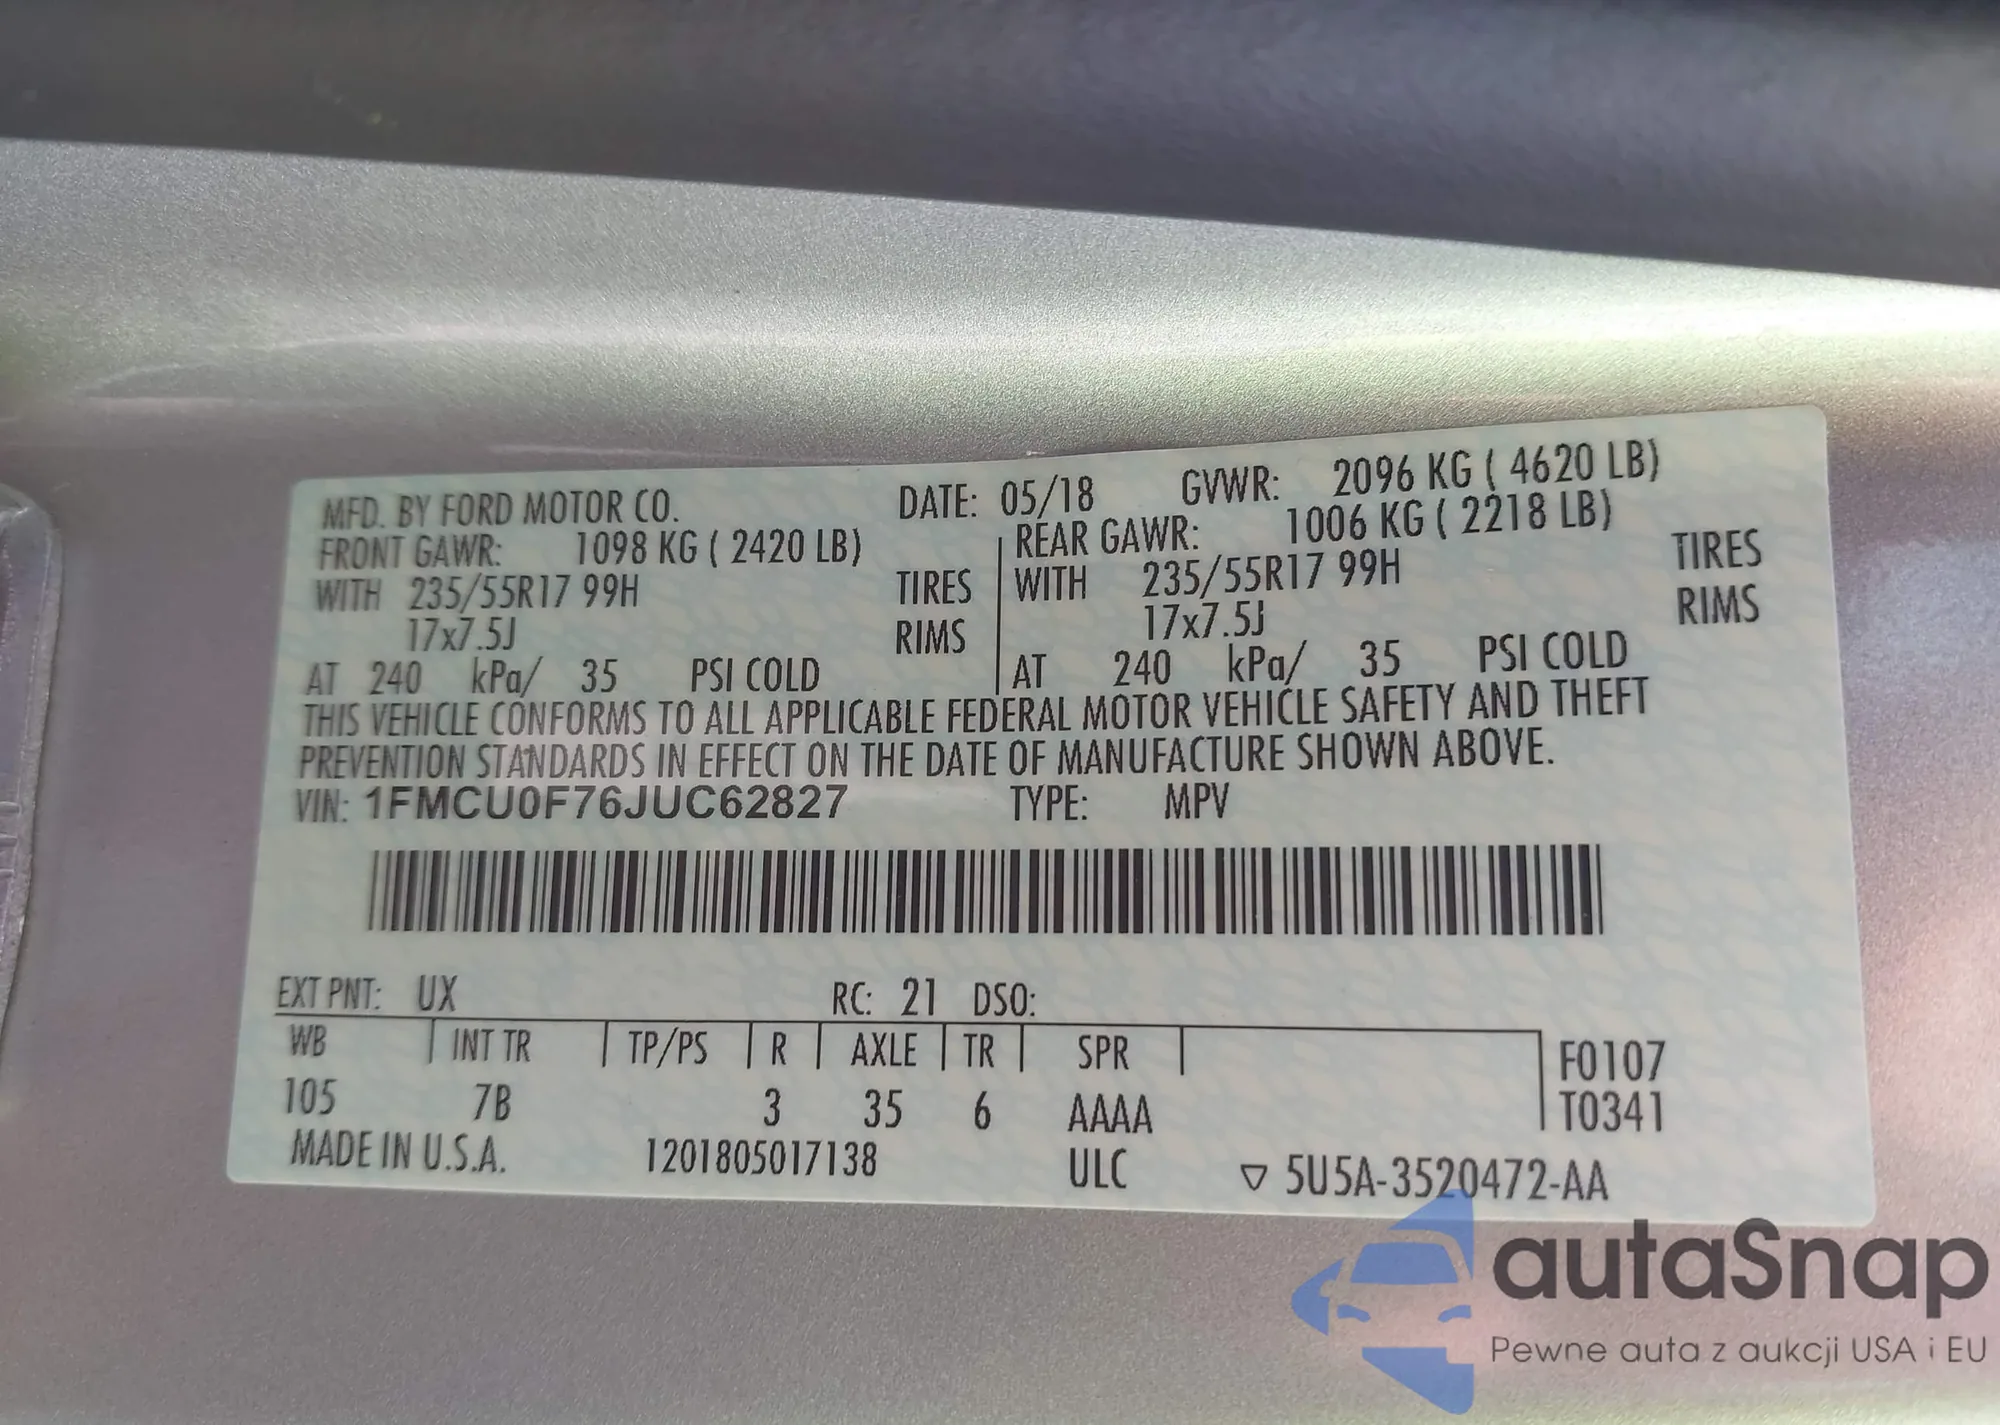 MFD. BY FORD MOTOR CO. DATE: 05/18 GVWR: 2096 KG ( 4620 LB)
FRONT GAWR: 1098 KG ( 2420 LB) REAR GAWR: 1006 KG ( 2218 LB)
WITH 235/55R17 99H TIRES WITH 235/55R17 99H TIRES
17x7.5J RIMS 17x7.5J RIMS
AT 240 kPa/ 35 PSI COLD AT 240 kPa/ 35 PSI COLD
THIS VEHICLE CONFORMS TO ALL APPLICABLE FEDERAL MOTOR VEHICLE SAFETY AND THEFT
PREVENTION STANDARDS IN EFFECT ON THE DATE OF MANUFACTURE SHOWN ABOVE.
VIN: 1FMCU0F76JUC62827 TYPE: MPV
EXT PNT: UX RC: 21 DSO:
WB INT TR TP/PS R AXLE TR SPR F0107
105 7B 3 35 6 AAAA T0341
MADE IN U.S.A. 1201805017138 ULC ▽ 5U5A-3520472-AA
autaSnap
Pewne auta z aukcji USA i EU